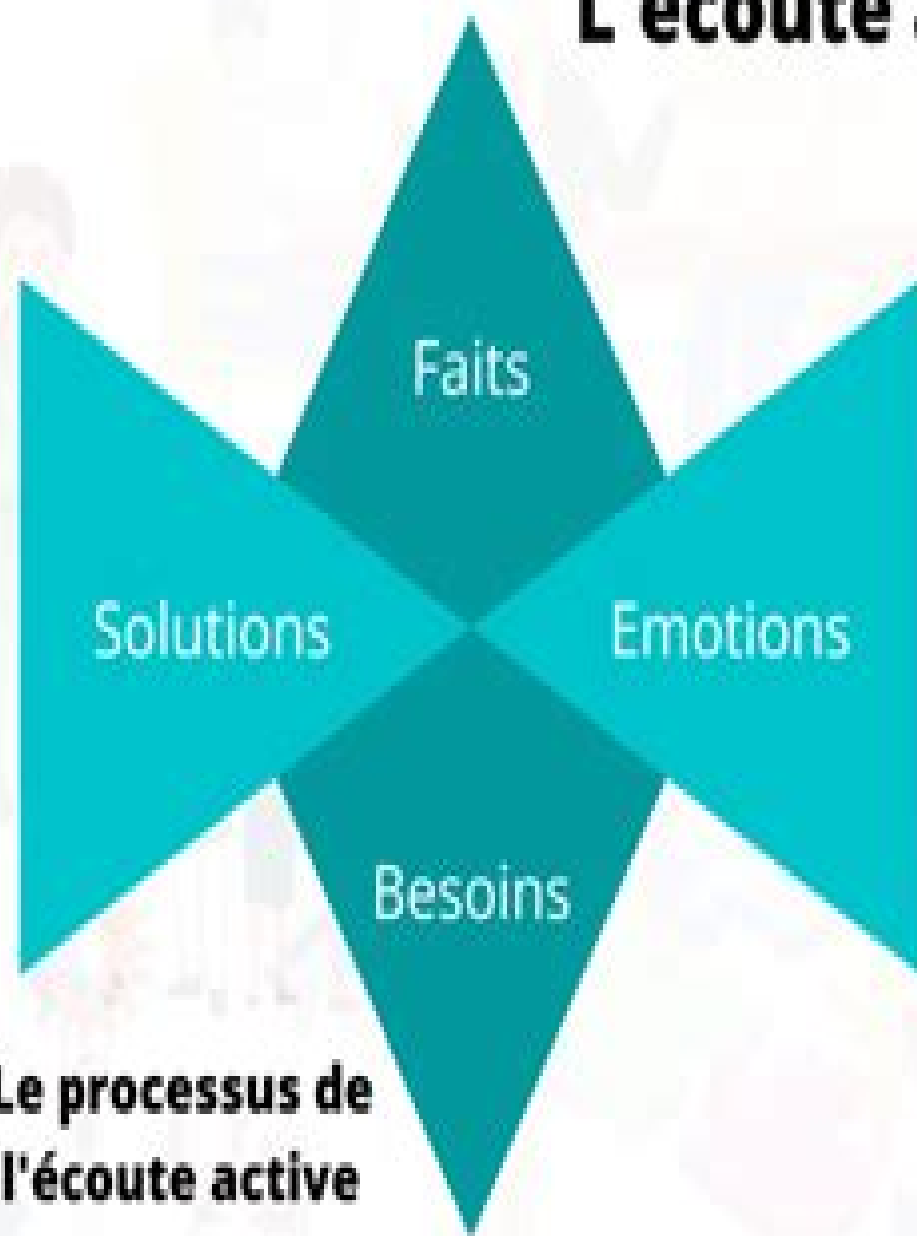 L'écoute
Faits
Solutions
Emotions
Besoins
Le processus de
l'écoute active